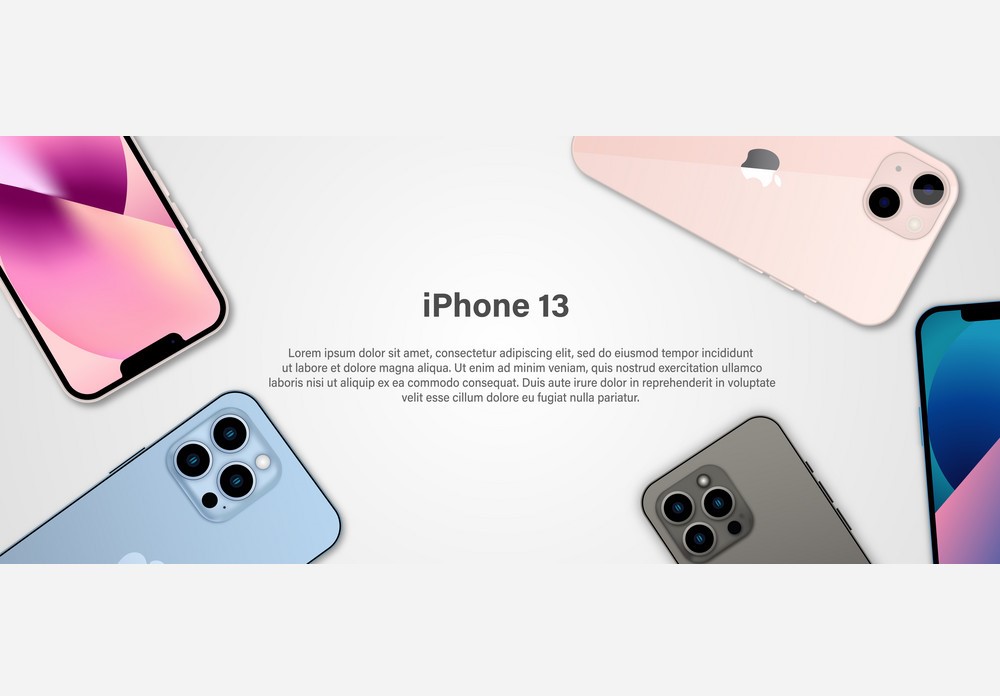 iPhone 13
Lorem ipsum dolor sit amet, consectetur adipiscing elit, sed do eiusmod tempor incididunt
ut labore et dolore magna aliqua. Ut enim ad minim veniam, quis nostrud exercitation ullamco
laboris nisi ut aliquip ex ea commodo consequat. Duis aute irure dolor in reprehenderit in voluptate
velit esse cillum dolore eu fugiat nulla pariatur.